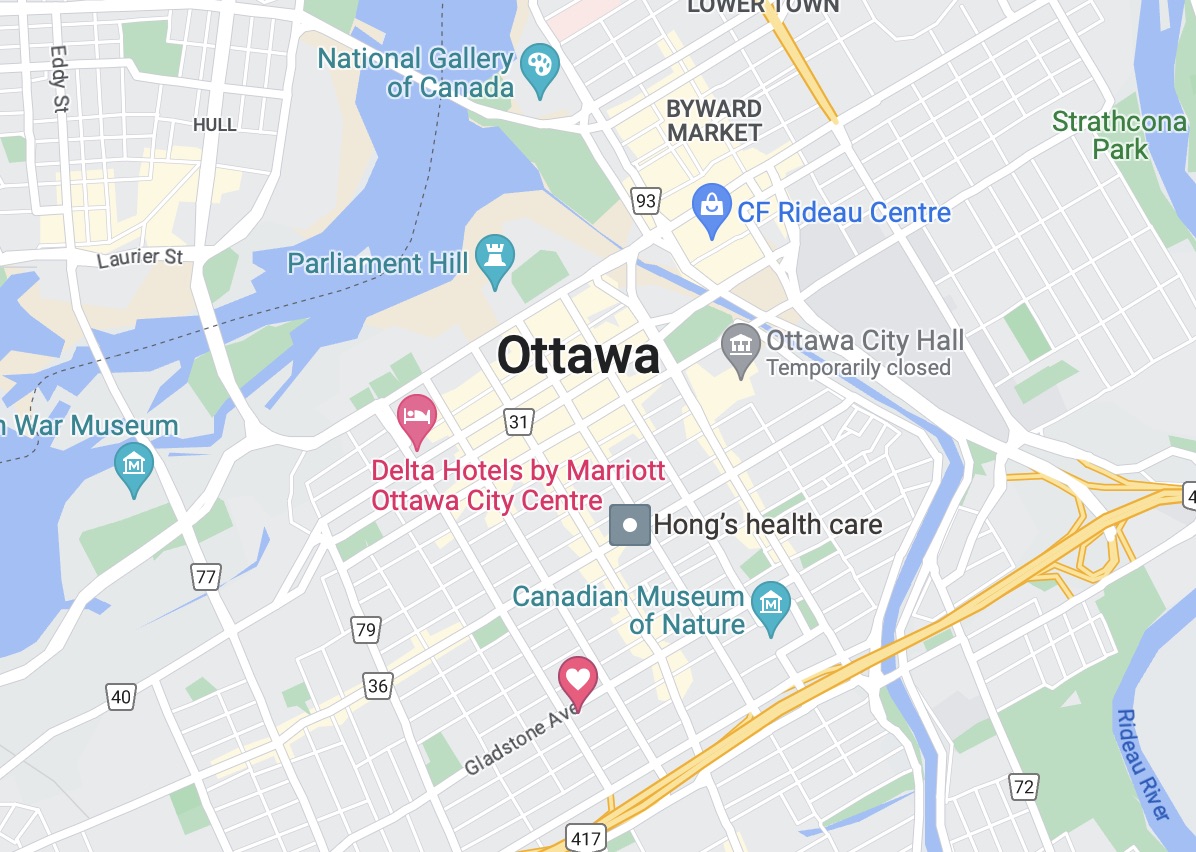 LOWER TOWN
Eddy St
National Gallery
of Canada
HULL
BYWARD
MARKET
Strathcona
Park
93
CF Rideau Centre
Laurier St
Parliament Hill
Ottawa
Ottawa City Hall
Temporarily closed
n War Museum
31
Delta Hotels by Marriott
Ottawa City Centre
4
Hong’s health care
77
Canadian Museum
of Nature
79
36
40
Gladstone Ave
Rideau River
72
417